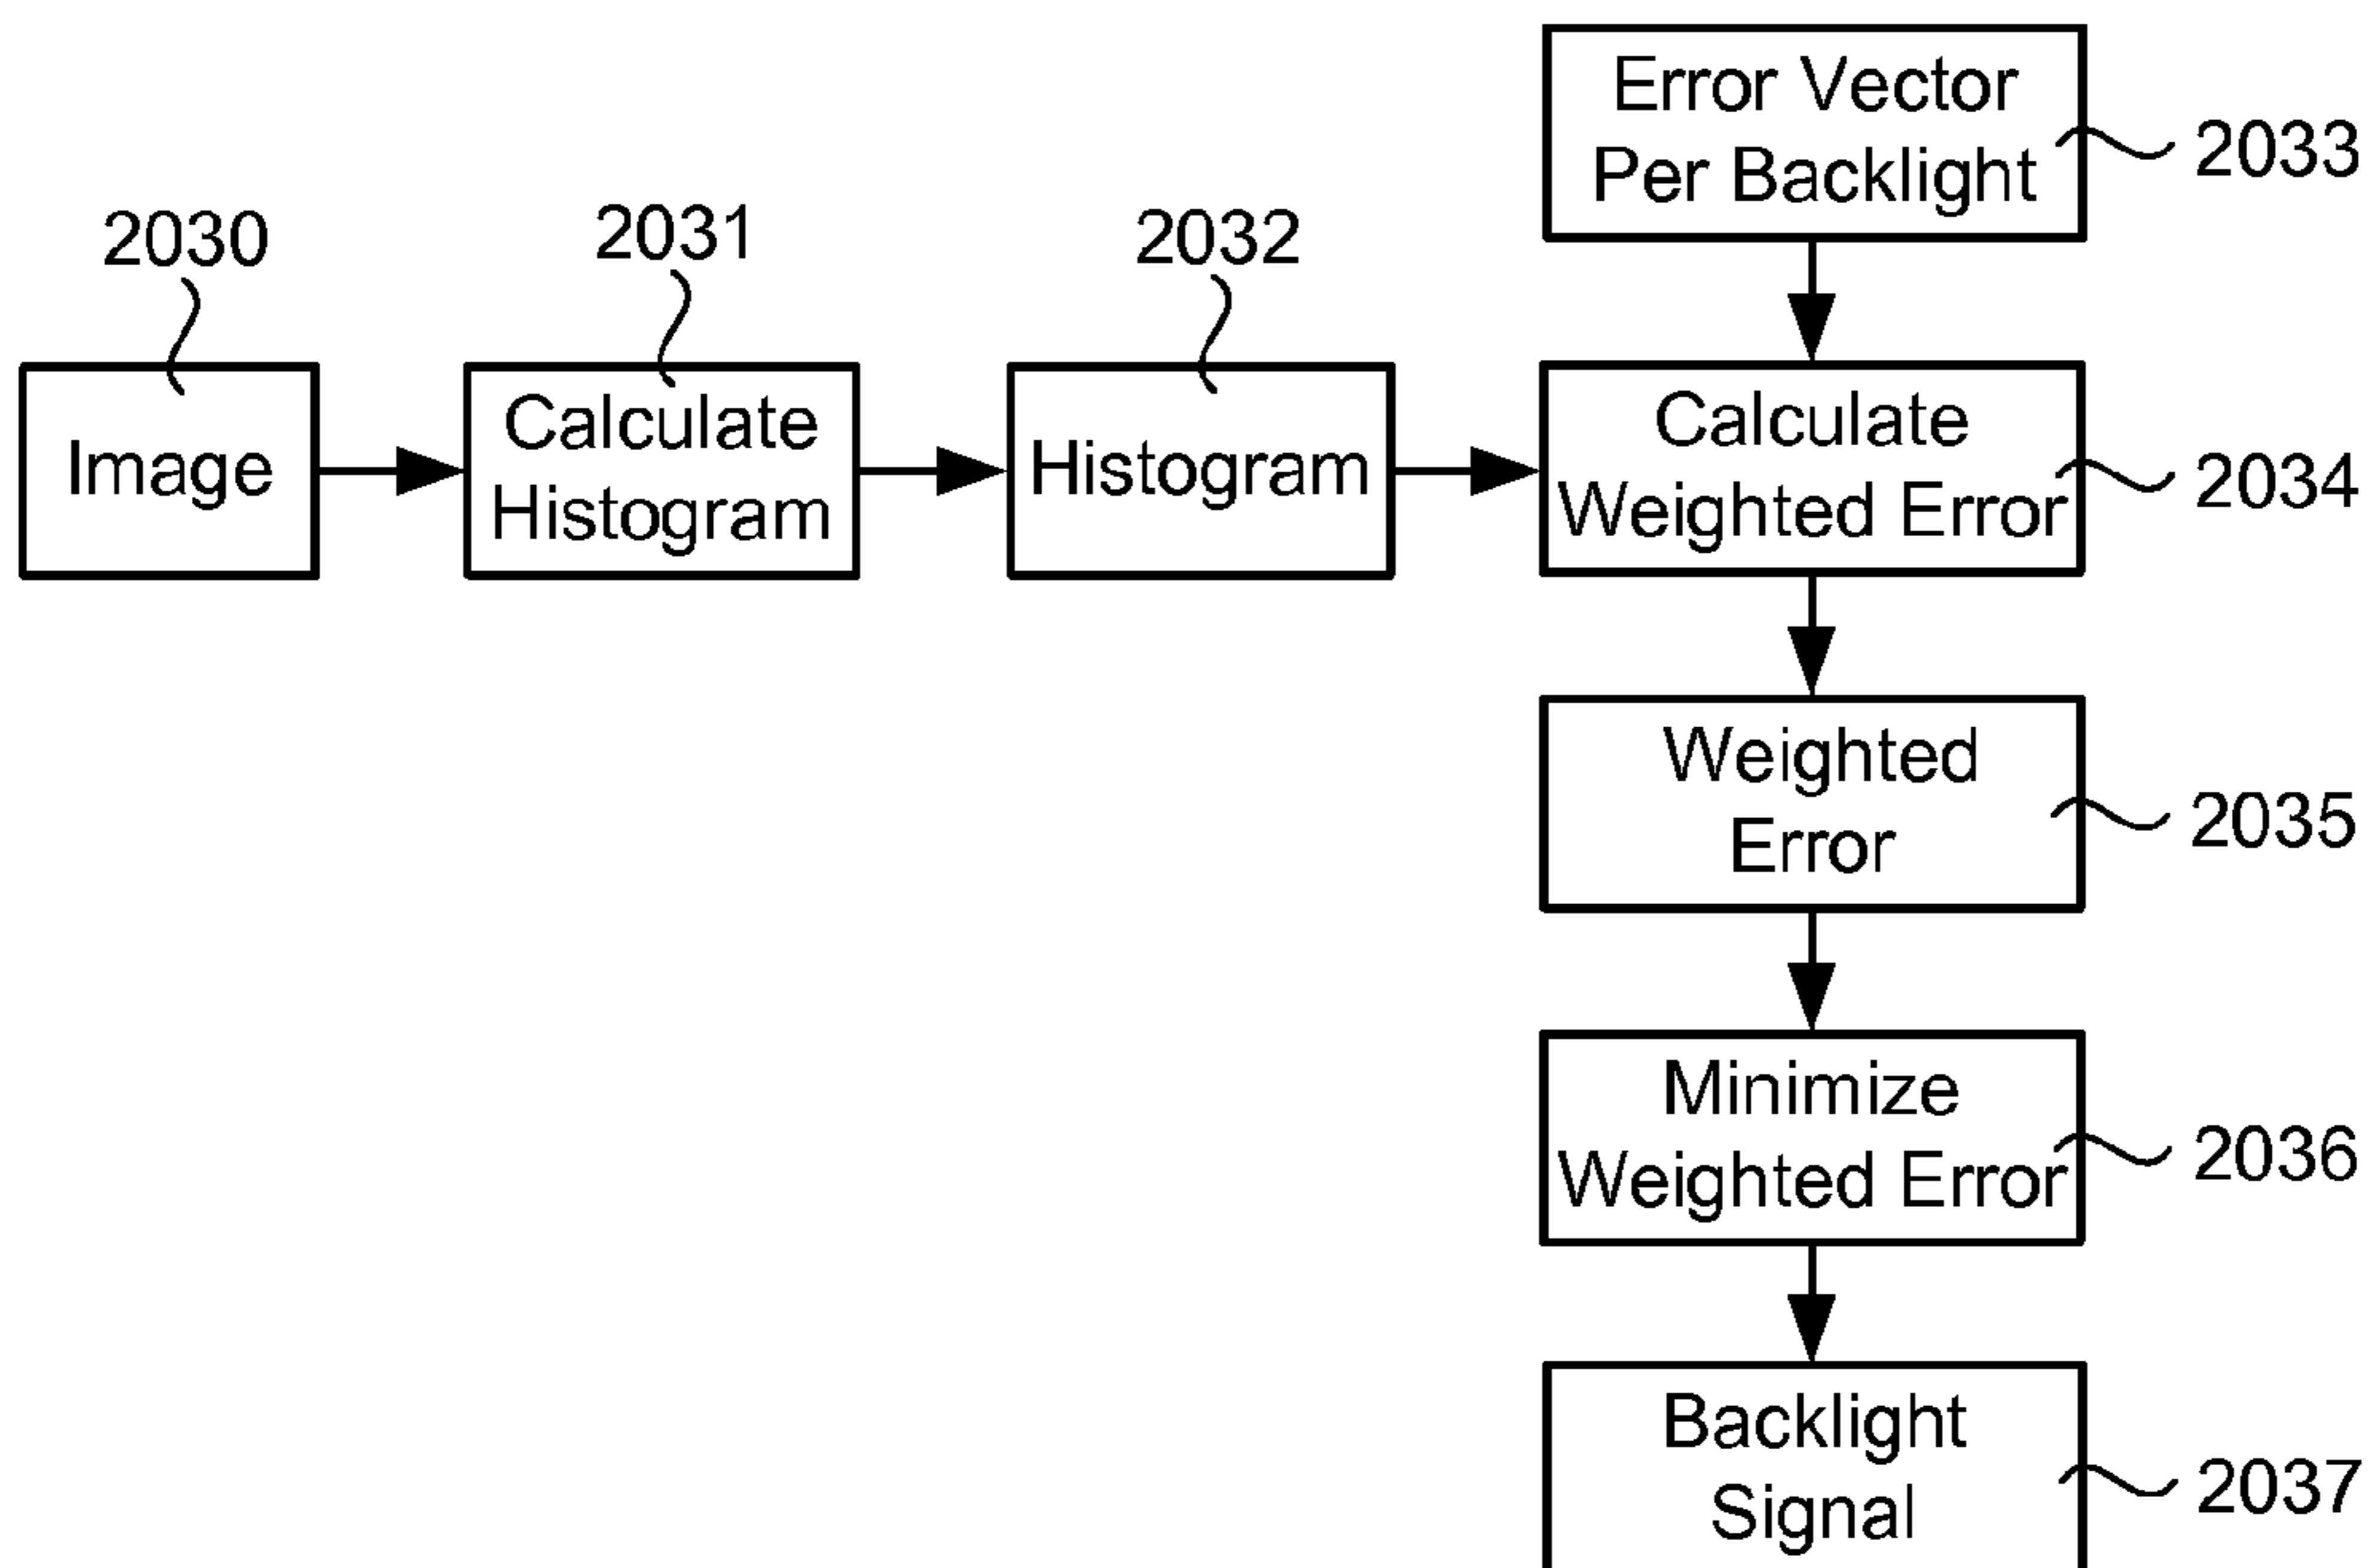 Error Vector
Per Backlight
2033
2030
2031
2032
Image
Calculate
Histogram
Histogram
Calculate
Weighted Error
2034
Weighted
Error
2035
Minimize
Weighted Error
2036
Backlight
Signal
2037